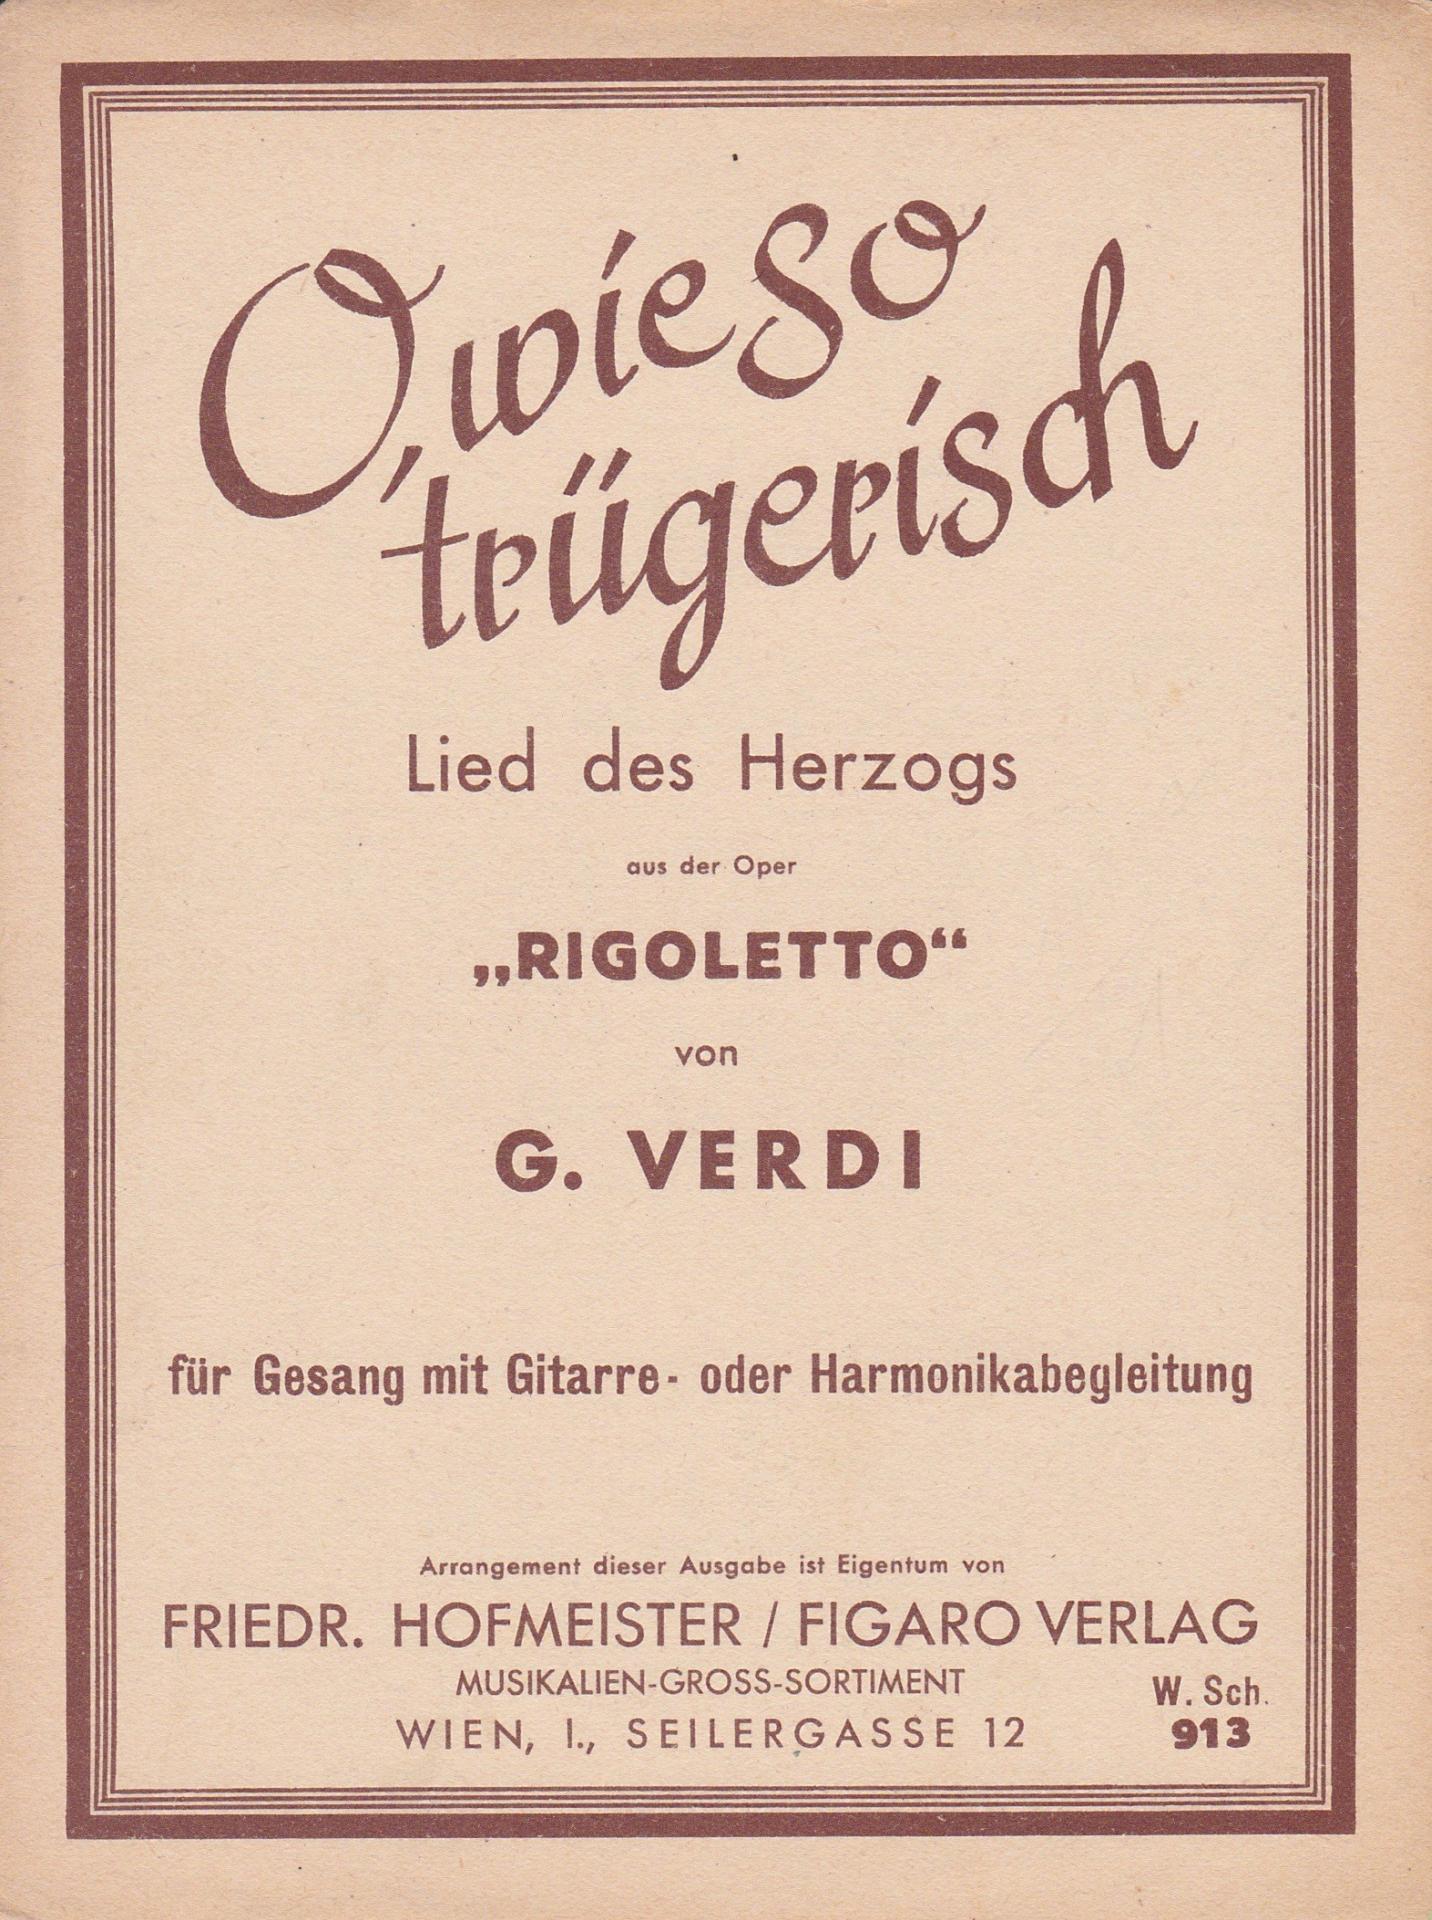 O, wie so
trügerisch
Lied des Herzogs
aus der Oper
„RIGOLETTO“
von
G. VERDI
für Gesang mit Gitarre- oder Harmonikabegleitung
Arrangement dieser Ausgabe ist Eigentum von
FRIEDR. HOFMEISTER / FIGARO VERLAG
MUSIKALIEN-GROSS-SORTIMENT
WIEN, I., SEILERGASSE 12
W. Sch.
913